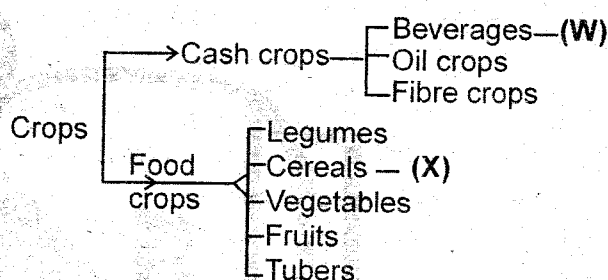 Beverages—(W)
Cash crops
Oil crops
Fibre crops
Crops
Food
crops
Legumes
Cereals — (X)
Vegetables
Fruits
Tubers